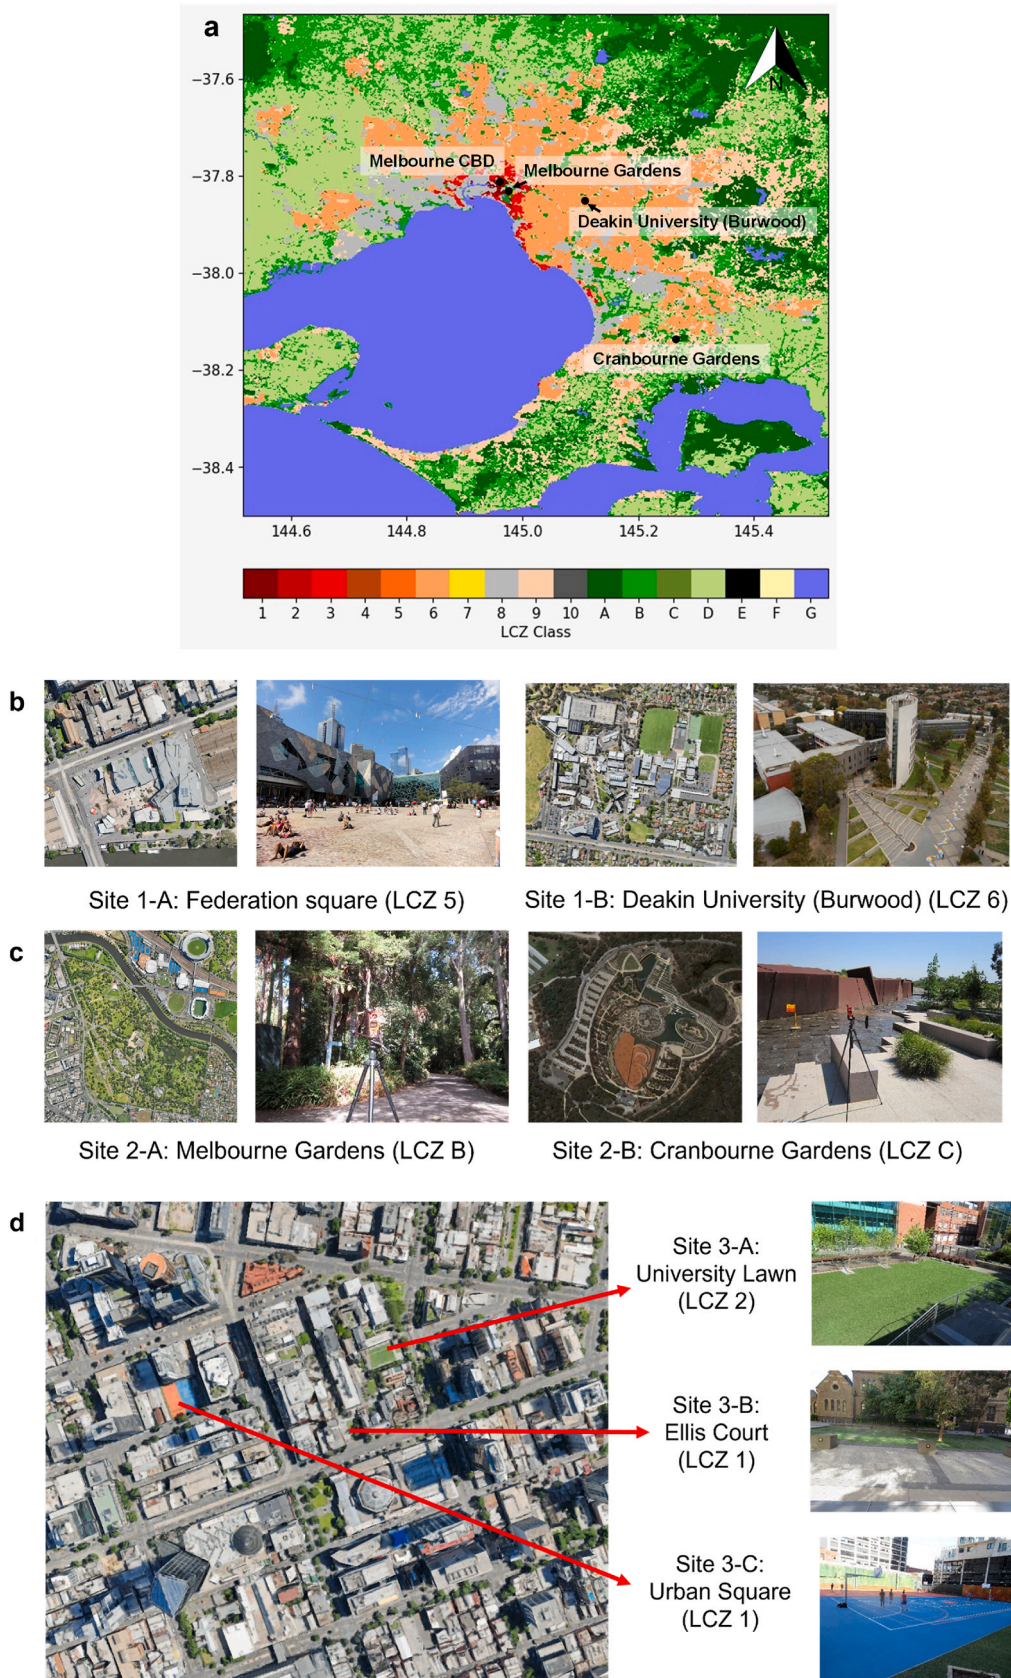 a
N
−37.6
−37.8
−38.0
−38.2
−38.4
Melbourne CBD
Melbourne Gardens
Deakin University (Burwood)
Cranbourne Gardens
144.6 144.8 145.0 145.2 145.4
1 2 3 4 5 6 7 8 9 10 A B C D E F G
LCZ Class
b
Site 1-A: Federation square (LCZ 5)
Site 1-B: Deakin University (Burwood) (LCZ 6)
c
Site 2-A: Melbourne Gardens (LCZ B)
Site 2-B: Cranbourne Gardens (LCZ C)
d
Site 3-A:
University Lawn
(LCZ 2)
Site 3-B:
Ellis Court
(LCZ 1)
Site 3-C:
Urban Square
(LCZ 1)